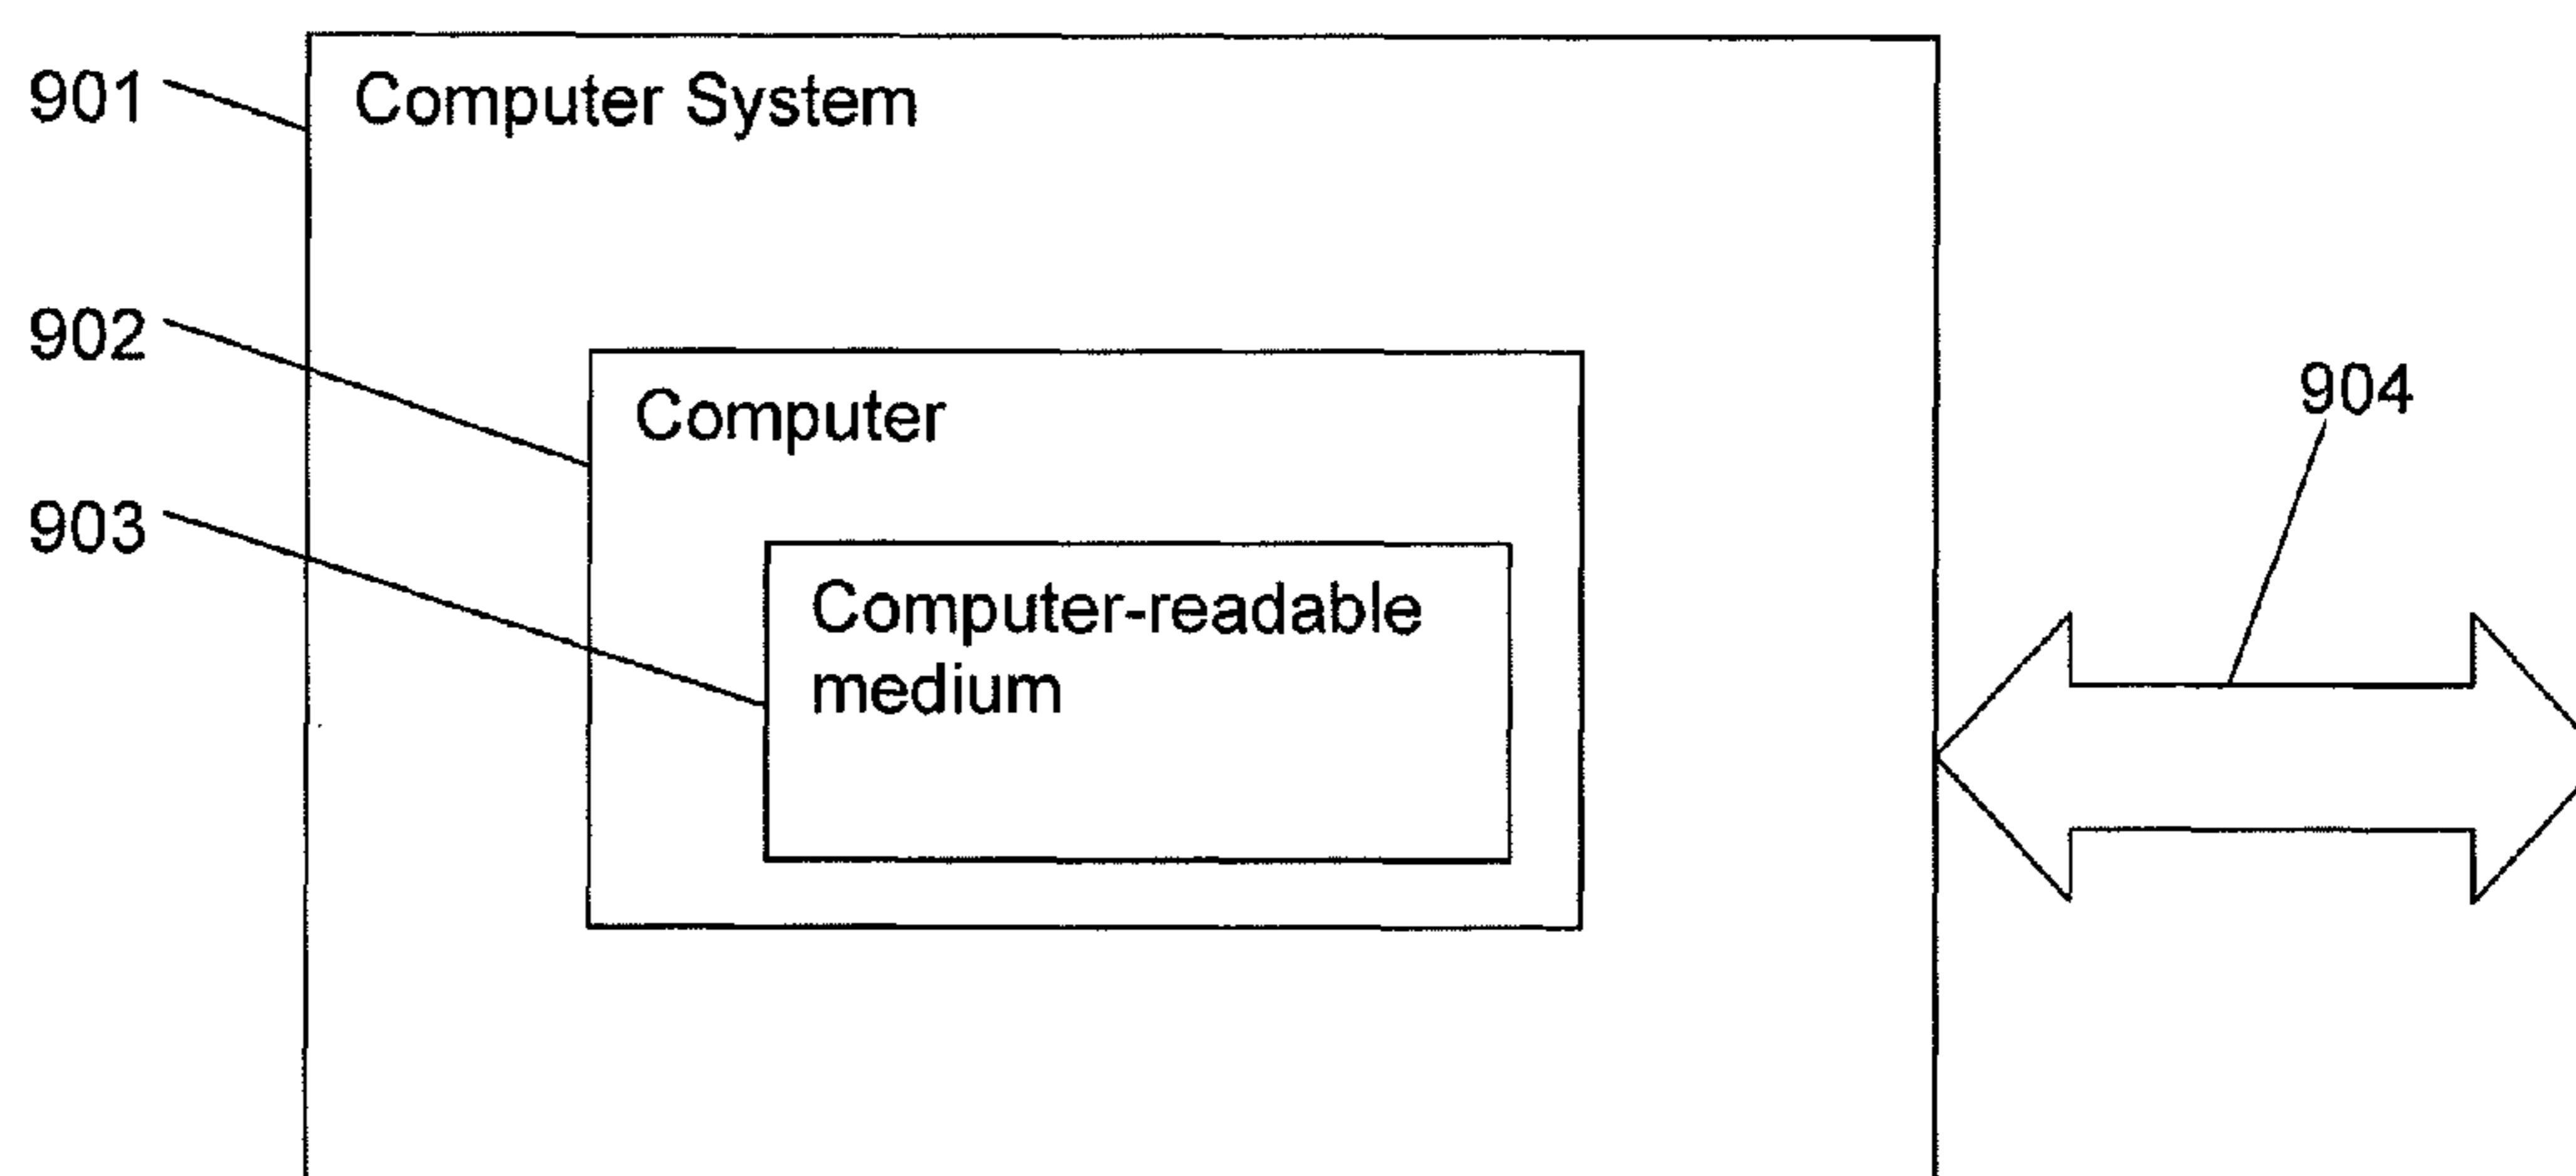 901
Computer System
902
Computer
904
903
Computer-readable
medium